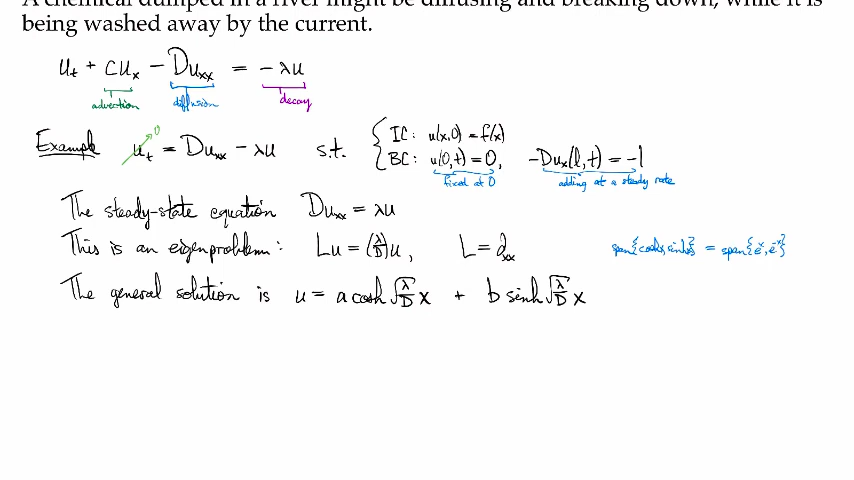 A chemical dumped in a river might be diffusing and breaking down, while it is
being washed away by the current.
u_t + cu_x − Du_xx = −λu
advection diffusion decay
Example u_t = Du_xx − λu s.t. { IC: u(x,0) = f(x)
0 BC: u(0,t) = 0, −Du_x(l,t) = −1
fixed at 0 adding at a steady rate
The steady-state equation Du_xx = λu
This is an eigenproblem: Lu = (λ/D)u, L = ∂_xx span{cosh x, sinh x} = span{e^x, e^-x}
The general solution is u = a cosh √(λ/D) x + b sinh √(λ/D) x